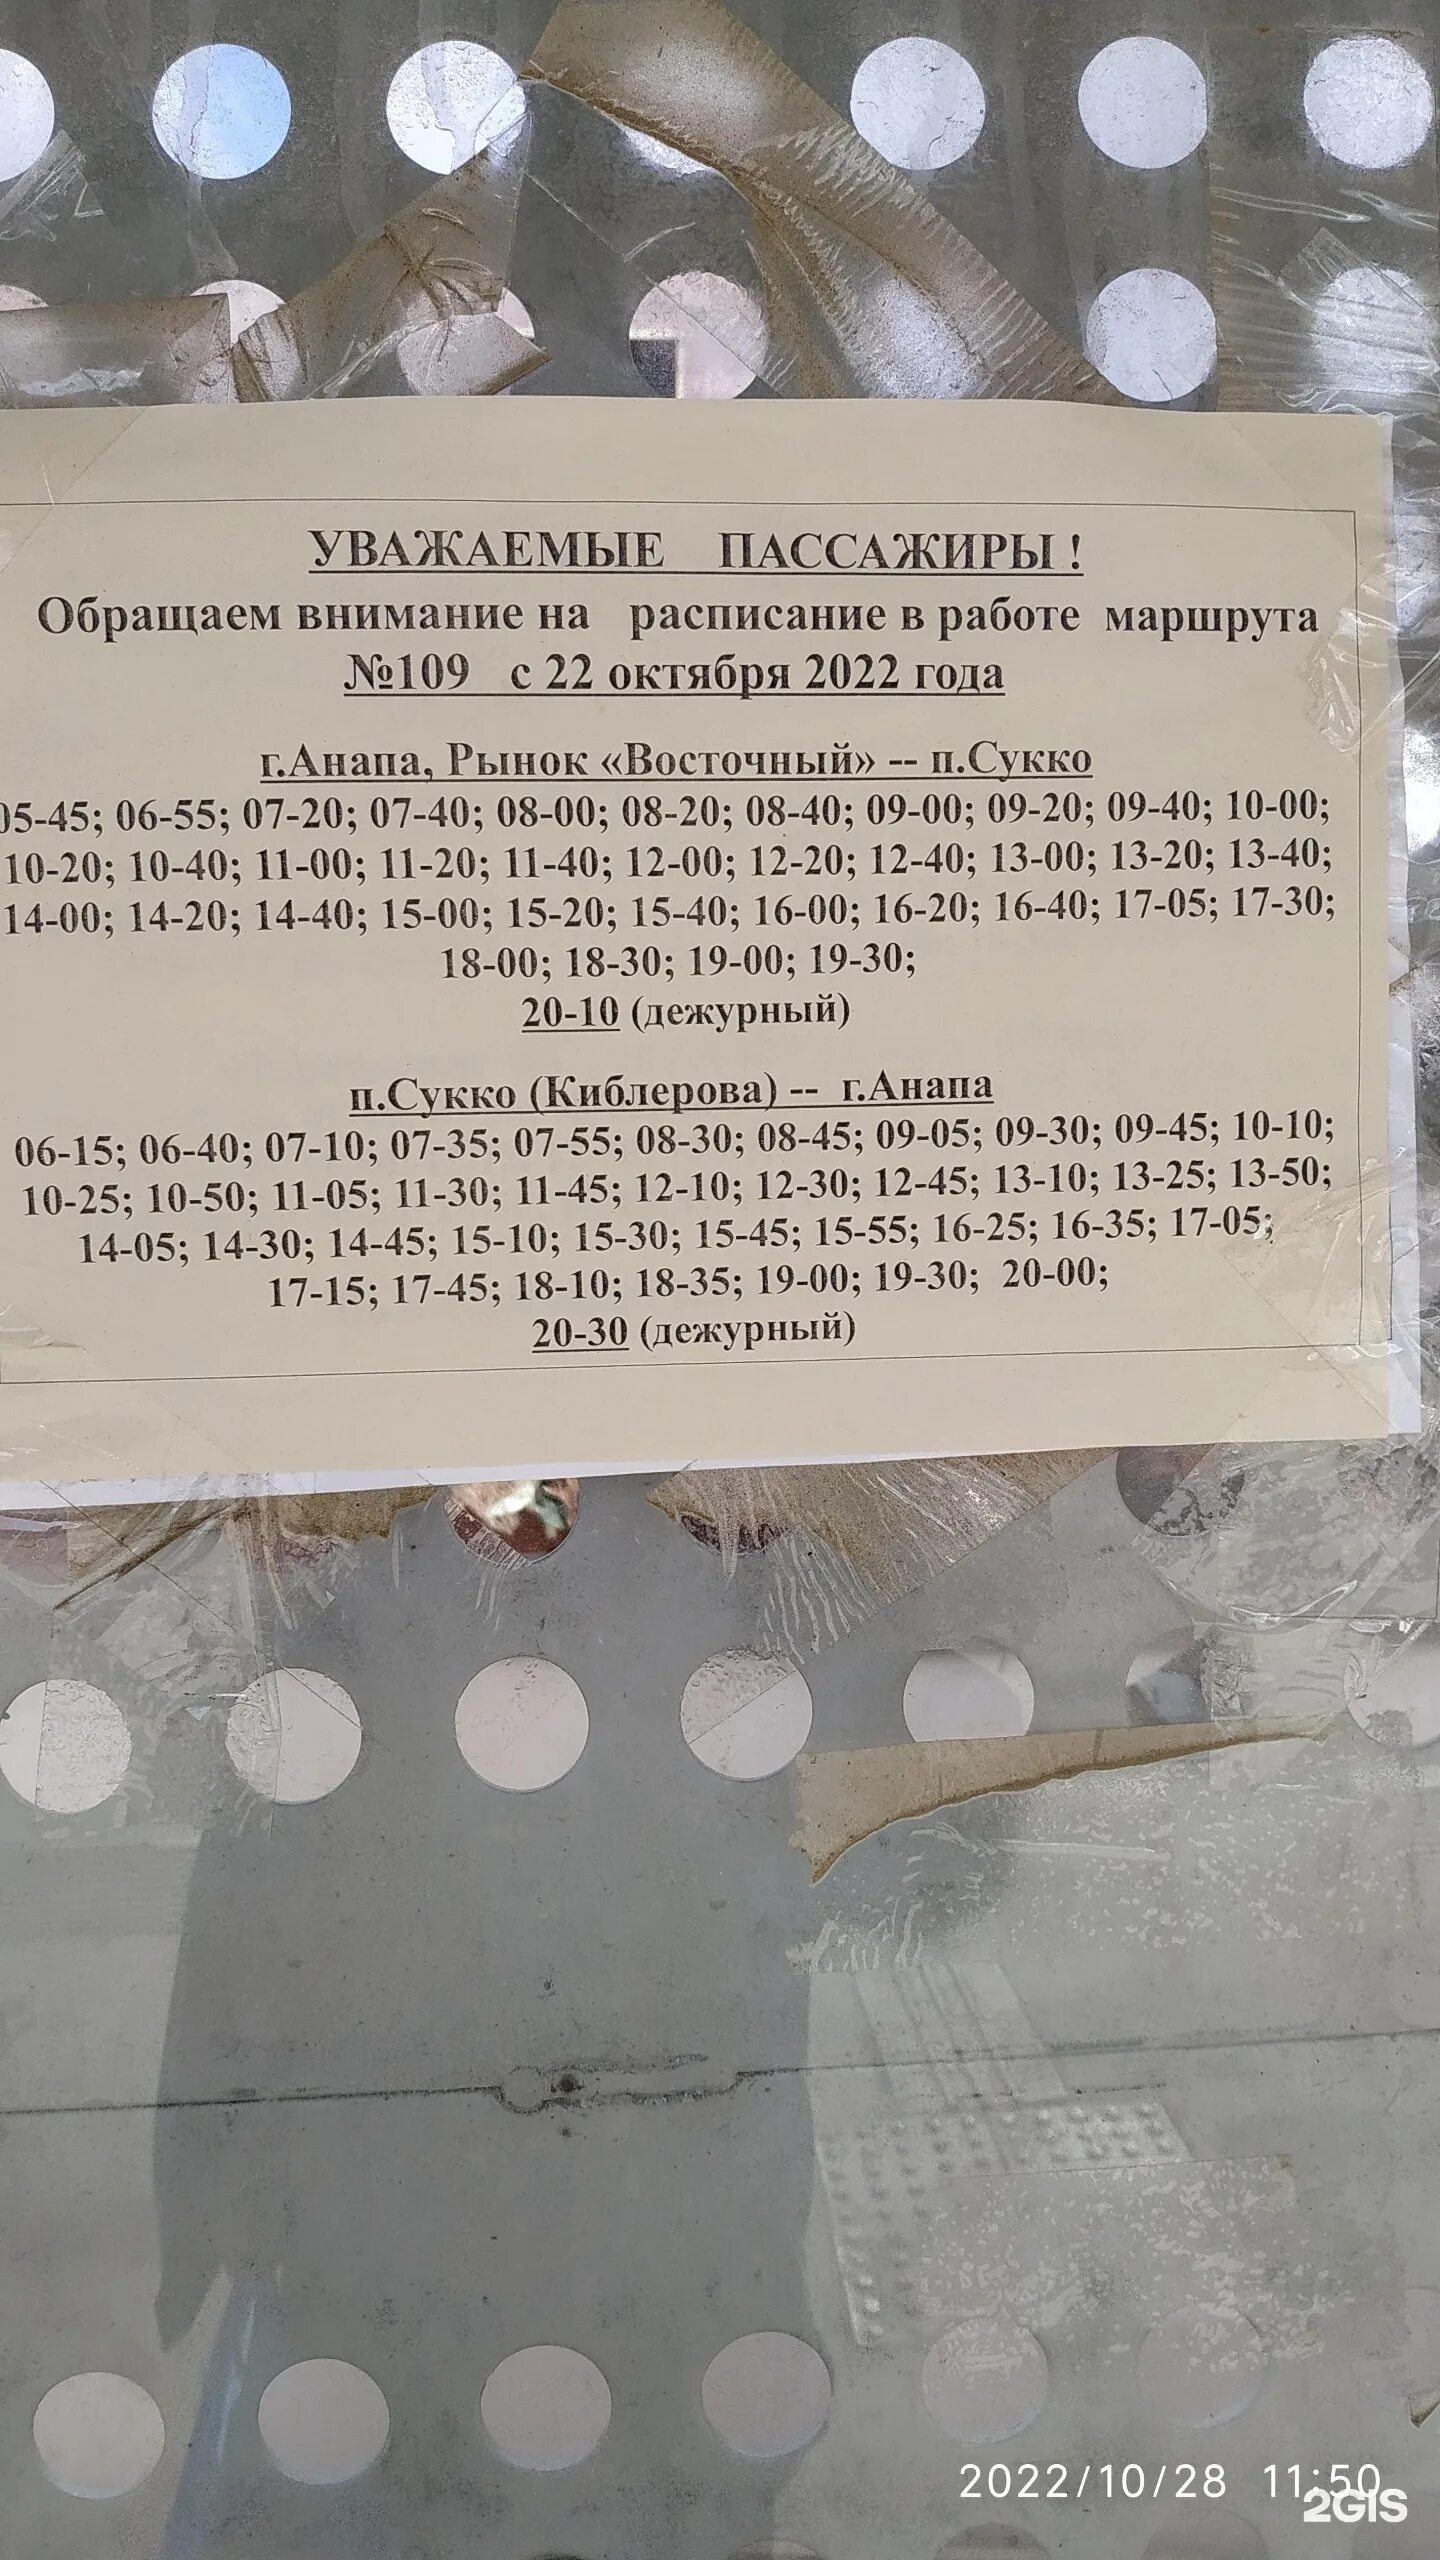 УВАЖАЕМЫЕ ПАССАЖИРЫ !
Обращаем внимание на расписание в работе маршрута
№109 с 22 октября 2022 года
г.Анапа, Рынок «Восточный» -- п.Сукко
05-45; 06-55; 07-20; 07-40; 08-00; 08-20; 08-40; 09-00; 09-20; 09-40; 10-00;
10-20; 10-40; 11-00; 11-20; 11-40; 12-00; 12-20; 12-40; 13-00; 13-20; 13-40;
14-00; 14-20; 14-40; 15-00; 15-20; 15-40; 16-00; 16-20; 16-40; 17-05; 17-30;
18-00; 18-30; 19-00; 19-30;
20-10 (дежурный)
п.Сукко (Киблерова) -- г.Анапа
06-15; 06-40; 07-10; 07-35; 07-55; 08-30; 08-45; 09-05; 09-30; 09-45; 10-10;
10-25; 10-50; 11-05; 11-30; 11-45; 12-10; 12-30; 12-45; 13-10; 13-25; 13-50;
14-05; 14-30; 14-45; 15-10; 15-30; 15-45; 15-55; 16-25; 16-35; 17-05;
17-15; 17-45; 18-10; 18-35; 19-00; 19-30; 20-00;
20-30 (дежурный)
2022/10/28 11:50
2GIS